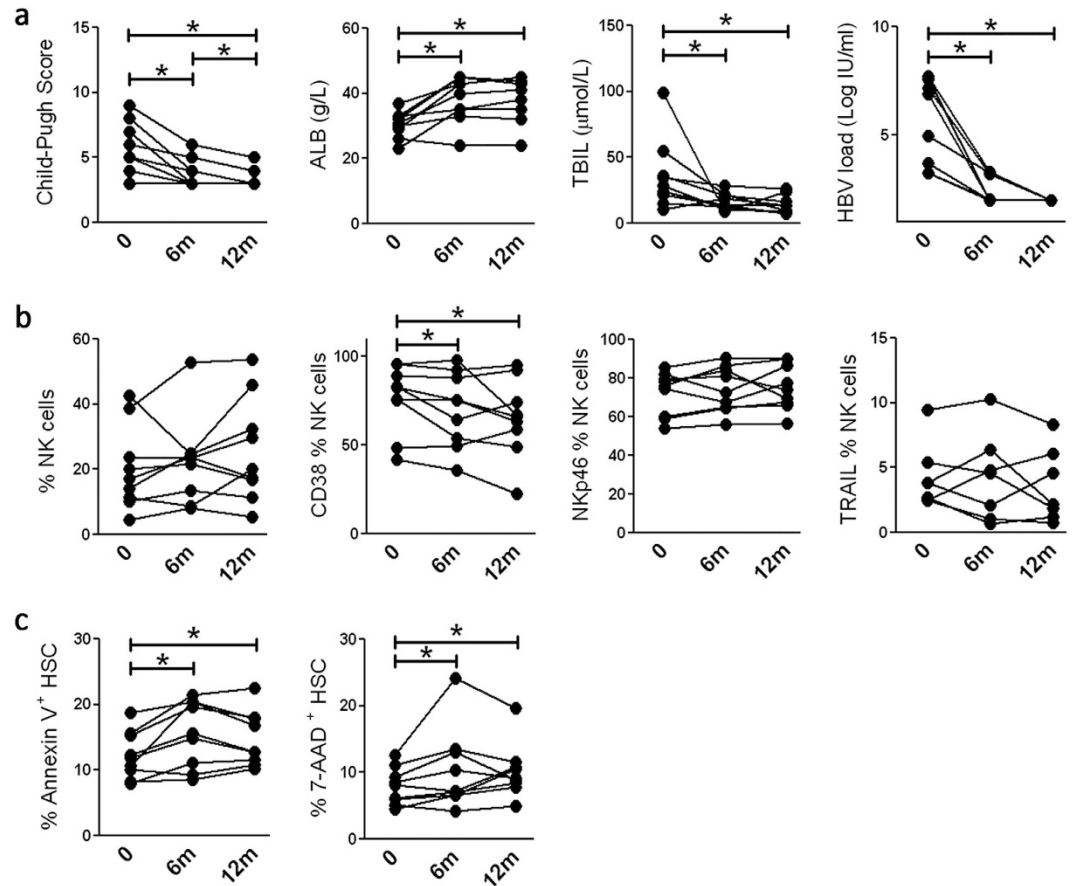 a
Child-Pugh Score
15
10
5
0
*
*
*
0
6m
12m
ALB (g/L)
60
40
20
0
*
*
0
6m
12m
TBIL (μmol/L)
150
100
50
0
*
*
0
6m
12m
HBV load (Log IU/ml)
10
5
*
*
0
6m
12m
b
% NK cells
60
40
20
0
0
6m
12m
CD38 % NK cells
100
50
0
*
*
0
6m
12m
NKp46 % NK cells
100
80
60
40
20
0
0
6m
12m
TRAIL % NK cells
15
10
5
0
0
6m
12m
c
% Annexin V+ HSC
30
20
10
0
*
*
0
6m
12m
% 7-AAD + HSC
30
20
10
0
*
*
0
6m
12m